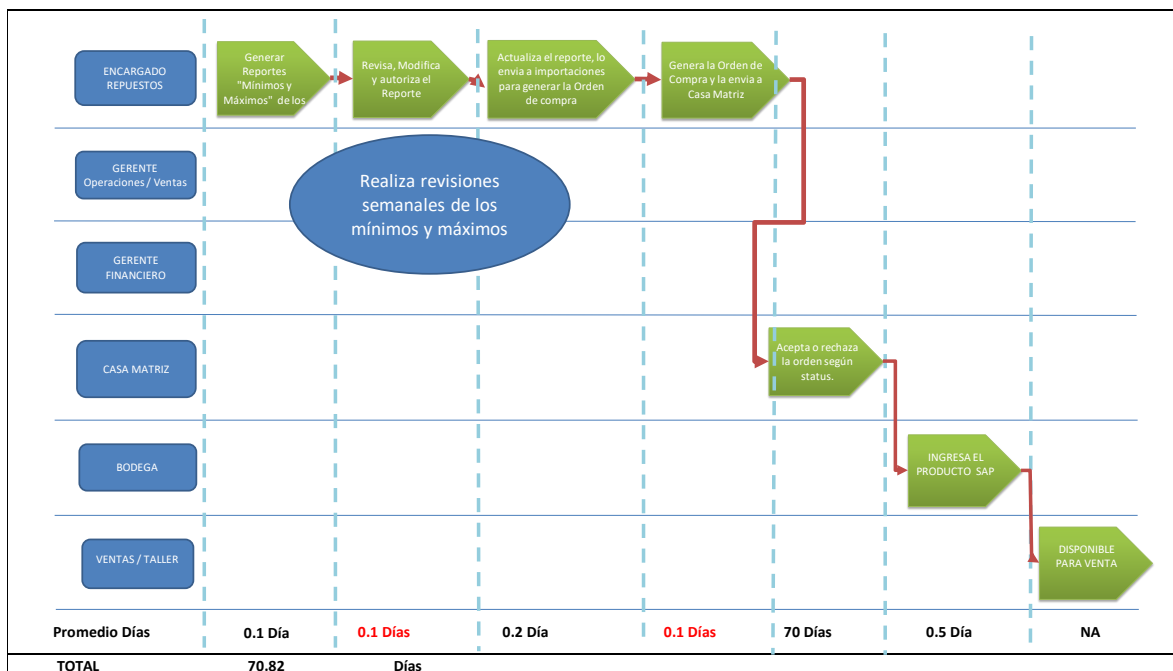 ENCARGADO
REPUESTOS
Generar
Reportes
"Mínimos y
Máximos" de los
Revisa, Modifica
y autoriza el
Reporte
Actualiza el reporte, lo
envia a importaciones
para generar la Orden
de compra
Genera la Orden de
Compra y la envia a
Casa Matriz
GERENTE
Operaciones / Ventas
Realiza revisiones
semanales de los
mínimos y máximos
GERENTE
FINANCIERO
CASA MATRIZ
Acepta o rechaza
la orden según
status.
BODEGA
INGRESA EL
PRODUCTO SAP
VENTAS / TALLER
DISPONIBLE
PARA VENTA
Promedio Días 0.1 Día 0.1 Días 0.2 Día 0.1 Días 70 Días 0.5 Día NA
TOTAL 70.82 Días